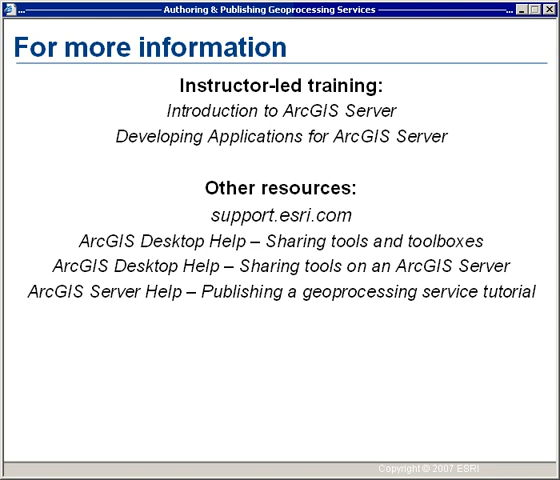 Authoring & Publishing Geoprocessing Services
For more information
Instructor-led training:
Introduction to ArcGIS Server
Developing Applications for ArcGIS Server
Other resources:
support.esri.com
ArcGIS Desktop Help – Sharing tools and toolboxes
ArcGIS Desktop Help – Sharing tools on an ArcGIS Server
ArcGIS Server Help – Publishing a geoprocessing service tutorial
Copyright © 2007 ESRI